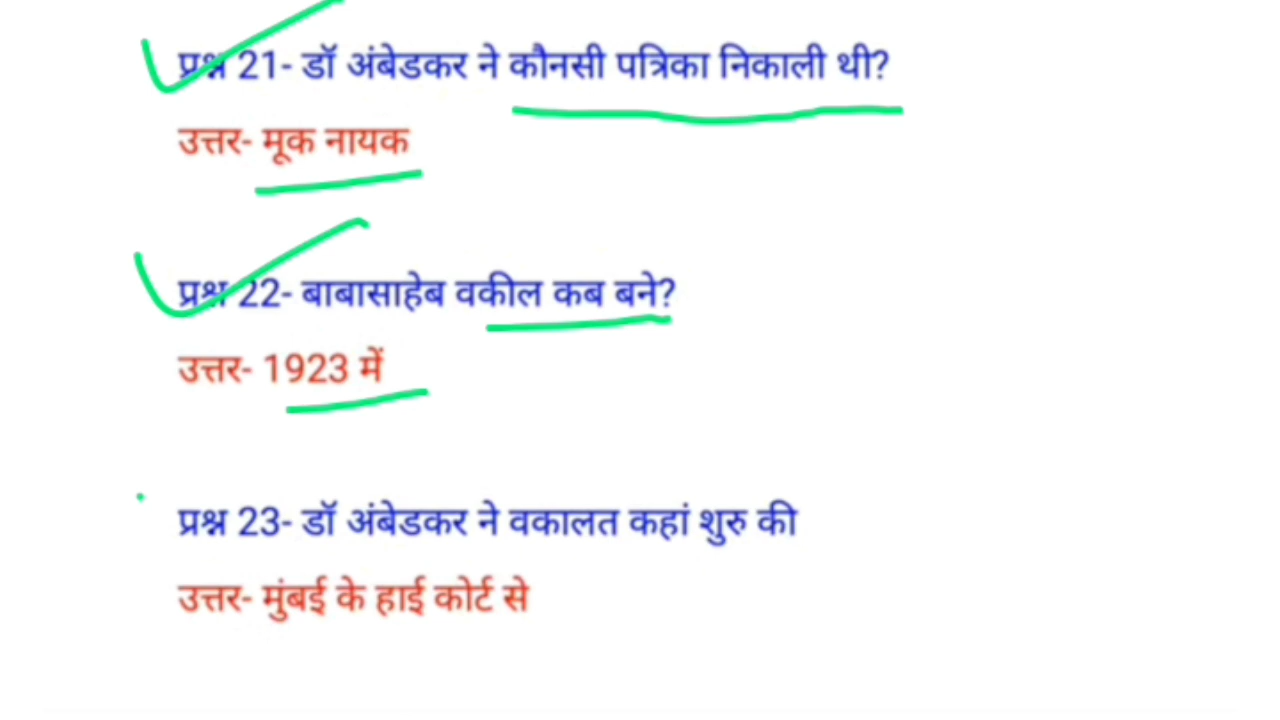 प्रश्न 21- डॉ अंबेडकर ने कौनसी पत्रिका निकाली थी?
उत्तर- मूक नायक
प्रश्न 22- बाबासाहेब वकील कब बने?
उत्तर- 1923 में
प्रश्न 23- डॉ अंबेडकर ने वकालत कहां शुरु की
उत्तर- मुंबई के हाई कोर्ट से